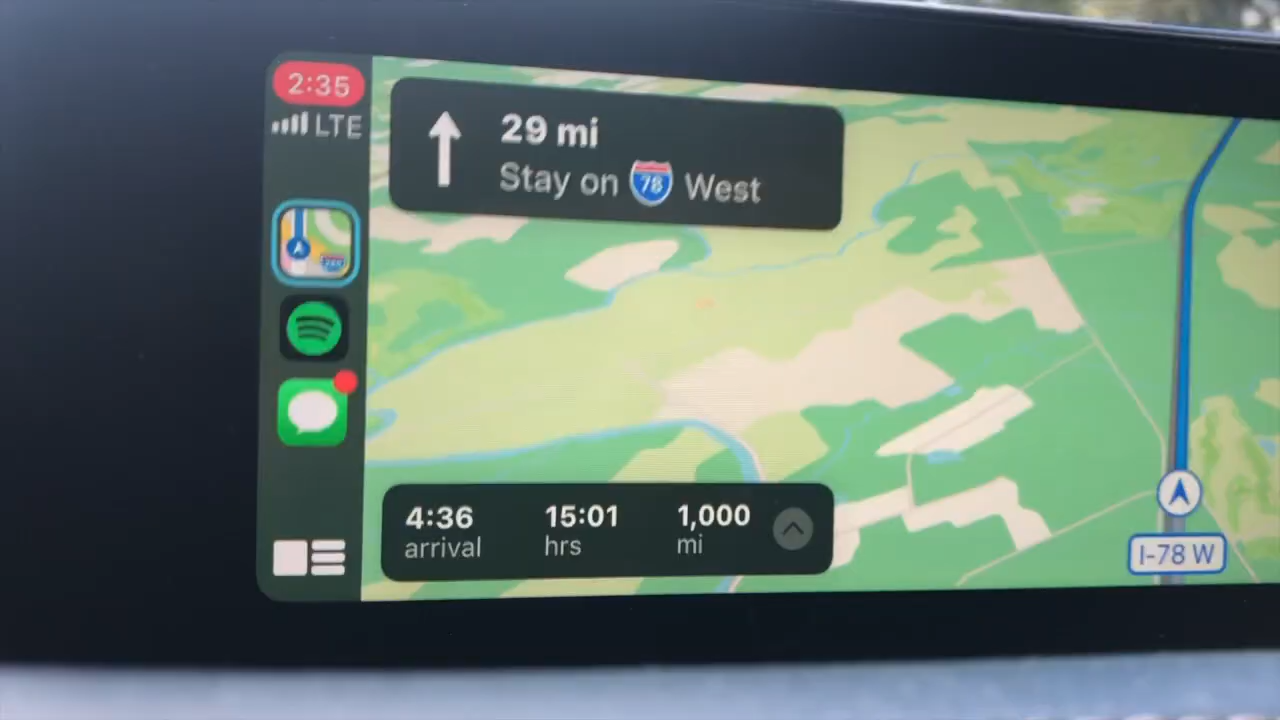 2:35
LTE
29 mi
Stay on 78 West
4:36 15:01 1,000
arrival hrs mi
I-78 W